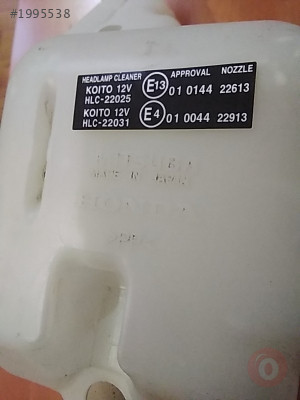 #1995538
HEADLAMP CLEANER APPROVAL NOZZLE
KOITO 12V
HLC-22025 E13 01 0144 22613
KOITO 12V
HLC-22031 E4 01 0044 22913